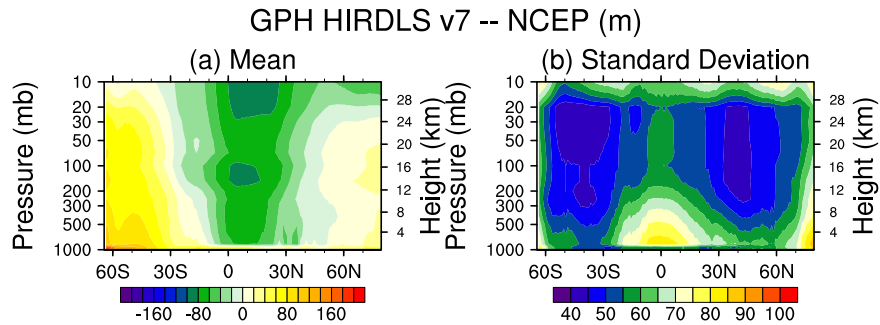 GPH HIRDLS v7 -- NCEP (m)
(a) Mean
Pressure (mb)
10
20
30
50
100
200
300
500
1000
60S 30S 0 30N 60N
28
24
20
16
12
8
4
Height (km)
-160 -80 0 80 160
(b) Standard Deviation
Pressure (mb)
10
20
30
50
100
200
300
500
1000
60S 30S 0 30N 60N
28
24
20
16
12
8
4
Height (km)
40 50 60 70 80 90 100